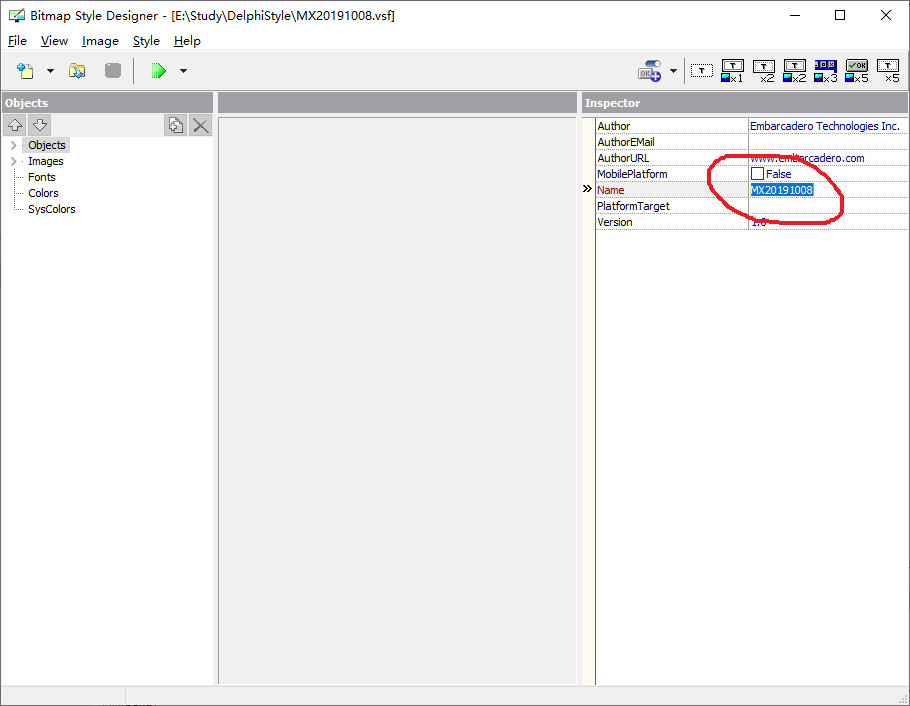 Bitmap Style Designer - [E:\Study\DelphiStyle\MX20191008.vsf]
File View Image Style Help
OK T T x1 T x2 T x2 x3 OK x5 T x5
Objects
Inspector
Objects
Images
Fonts
Colors
SysColors
Author Embarcadero Technologies Inc.
AuthorEMail
AuthorURL www.embarcadero.com
MobilePlatform False
Name MX20191008
PlatformTarget
Version 1.0